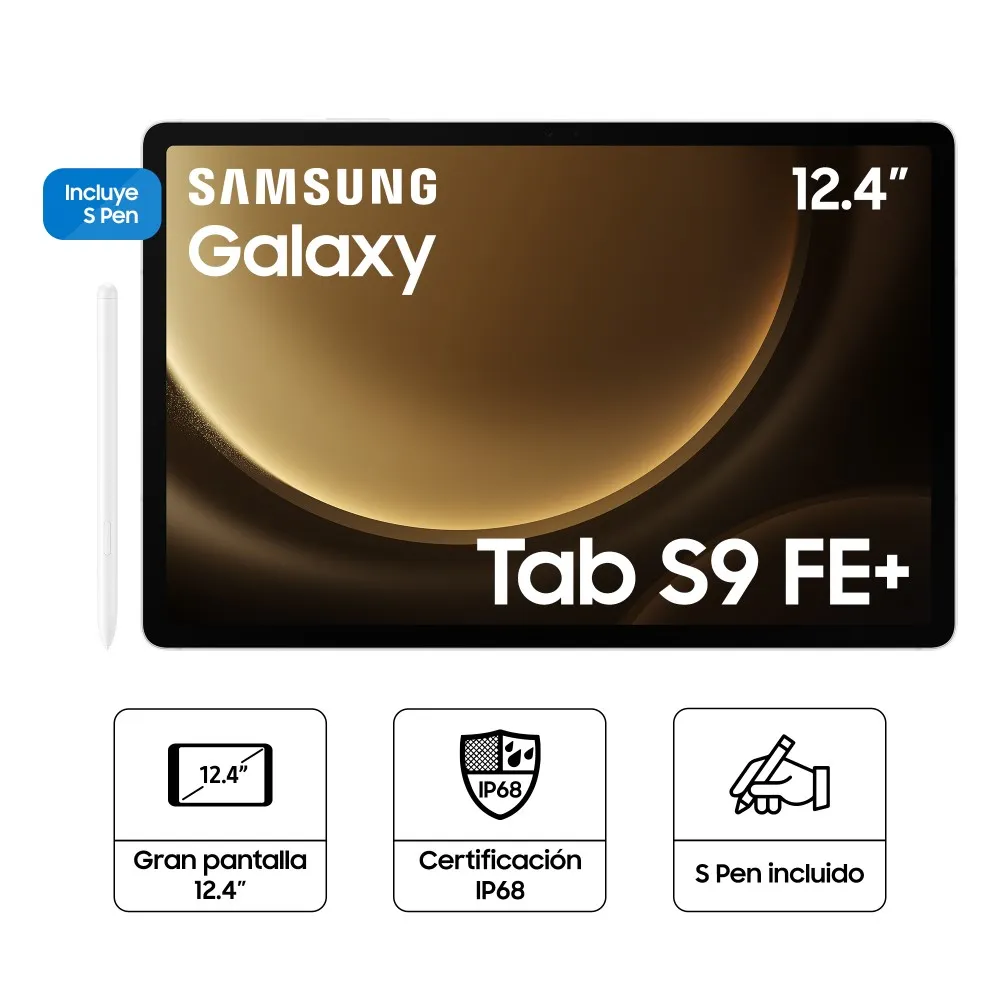 Incluye
S Pen
SAMSUNG
Galaxy
12.4”
Tab S9 FE+
12.4”
Gran pantalla
12.4”
IP68
Certificación
IP68
S Pen incluido